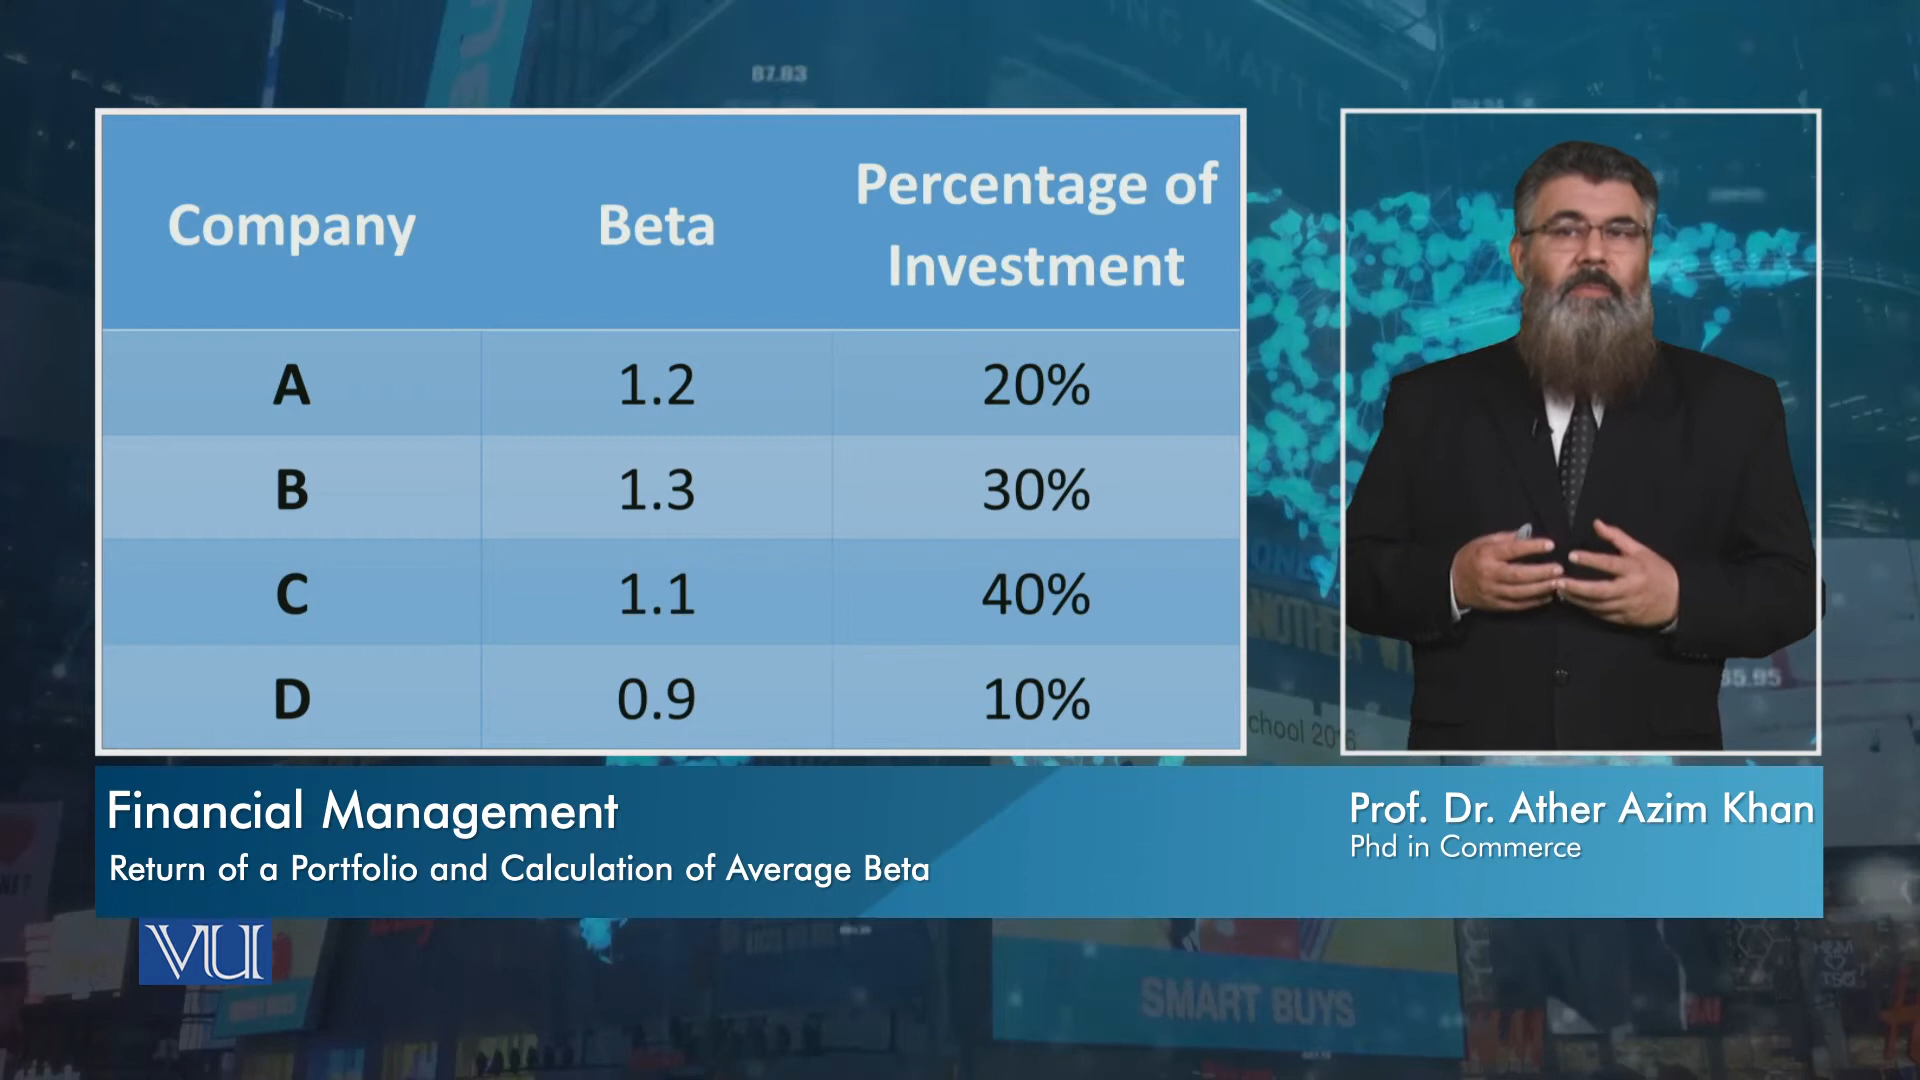 87.83
Company Beta Percentage of
Investment
A 1.2 20%
B 1.3 30%
C 1.1 40%
D 0.9 10%
Financial Management
Return of a Portfolio and Calculation of Average Beta
Prof. Dr. Ather Azim Khan
Phd in Commerce
VU
SMART BUYS